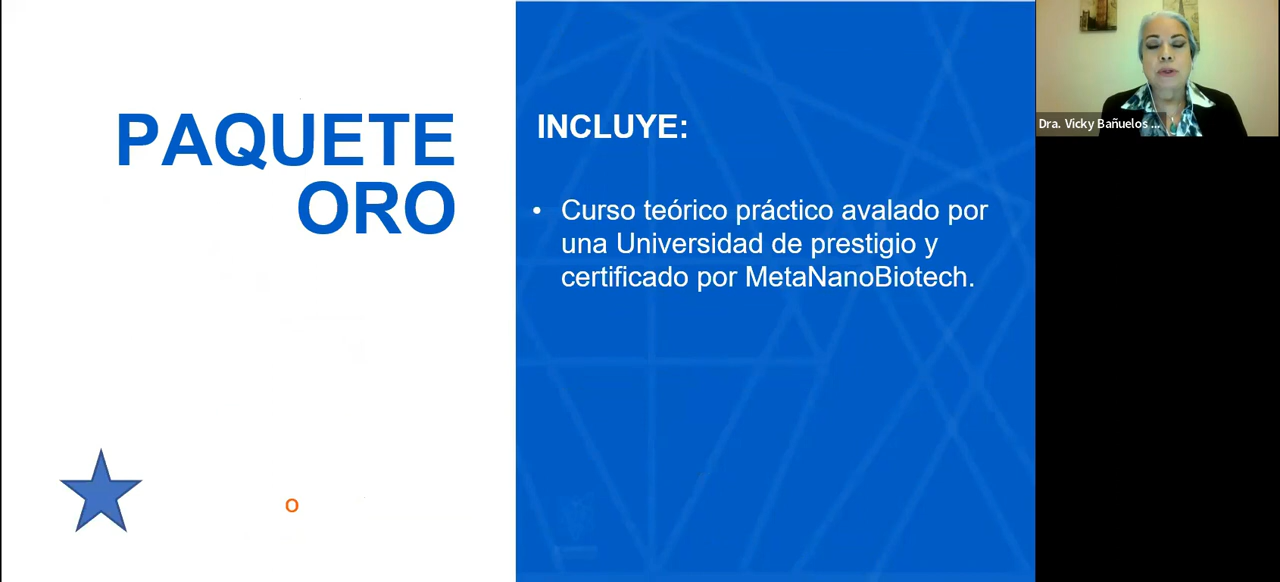 PAQUETE
ORO
INCLUYE:
• Curso teórico práctico avalado por
una Universidad de prestigio y
certificado por MetaNanoBiotech.
o
Dra. Vicky Bañuelos ...